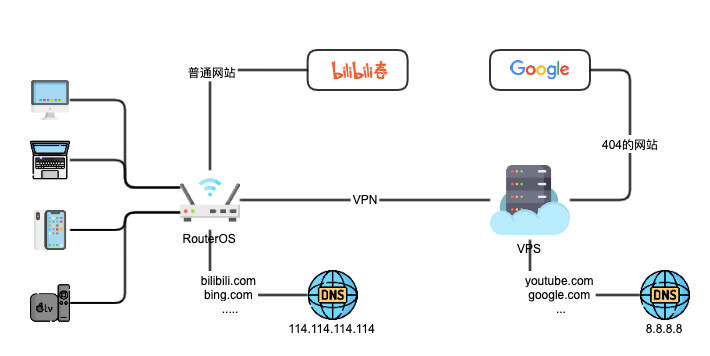 普通网站
bilibili春
Google
404的网站
VPN
RouterOS
VPS
bilibili.com
bing.com
.....
DNS
114.114.114.114
youtube.com
google.com
...
DNS
8.8.8.8
tv